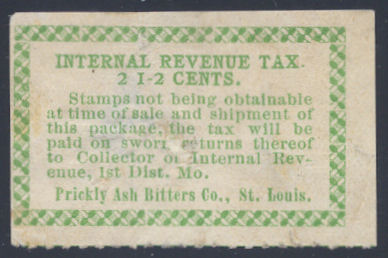 INTERNAL REVENUE TAX.
2 1-2 CENTS.
Stamps not being obtainable
at time of sale and shipment of
this package, the tax will be
paid on sworn returns thereof
to Collector of Internal Rev-
enue, 1st Dist. Mo.
Prickly Ash Bitters Co., St. Louis.